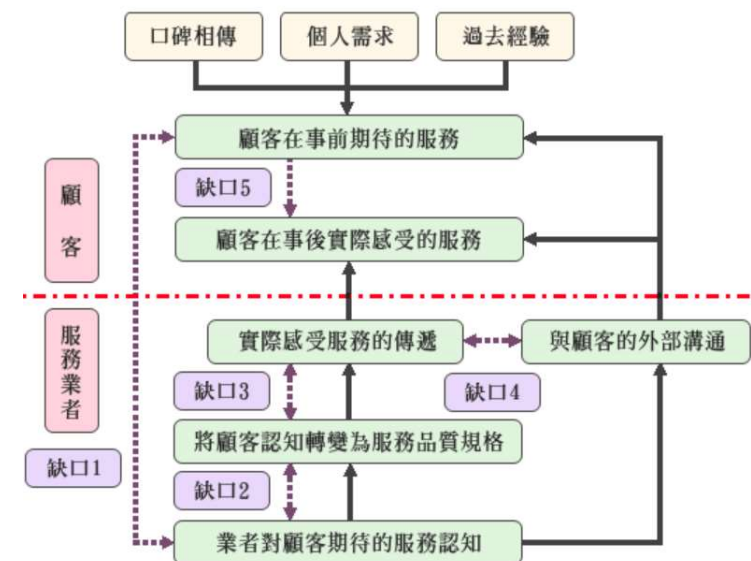 口碑相傳
個人需求
過去經驗
顧客在事前期待的服務
缺口5
顧客
顧客在事後實際感受的服務
服務業者
實際感受服務的傳遞
與顧客的外部溝通
缺口3
缺口4
將顧客認知轉變為服務品質規格
缺口1
缺口2
業者對顧客期待的服務認知